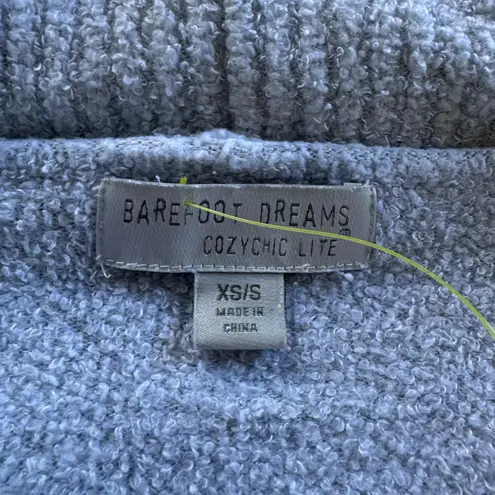 BAREFOOT DREAMS®
COZYCHIC LITE
XS/S
MADE IN
CHINA